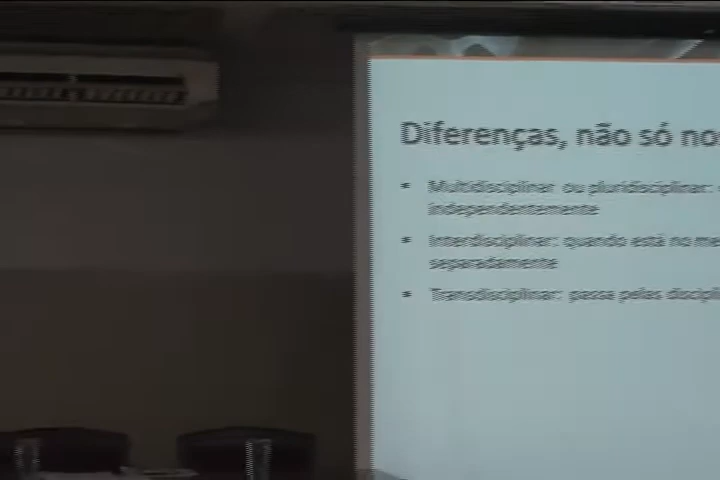 Diferenças, não só no
Multidisciplinar ou pluridisciplinar:
independentemente
Interdisciplinar: quando está no me
separadamente
Transdisciplinar: passa pelas discipli